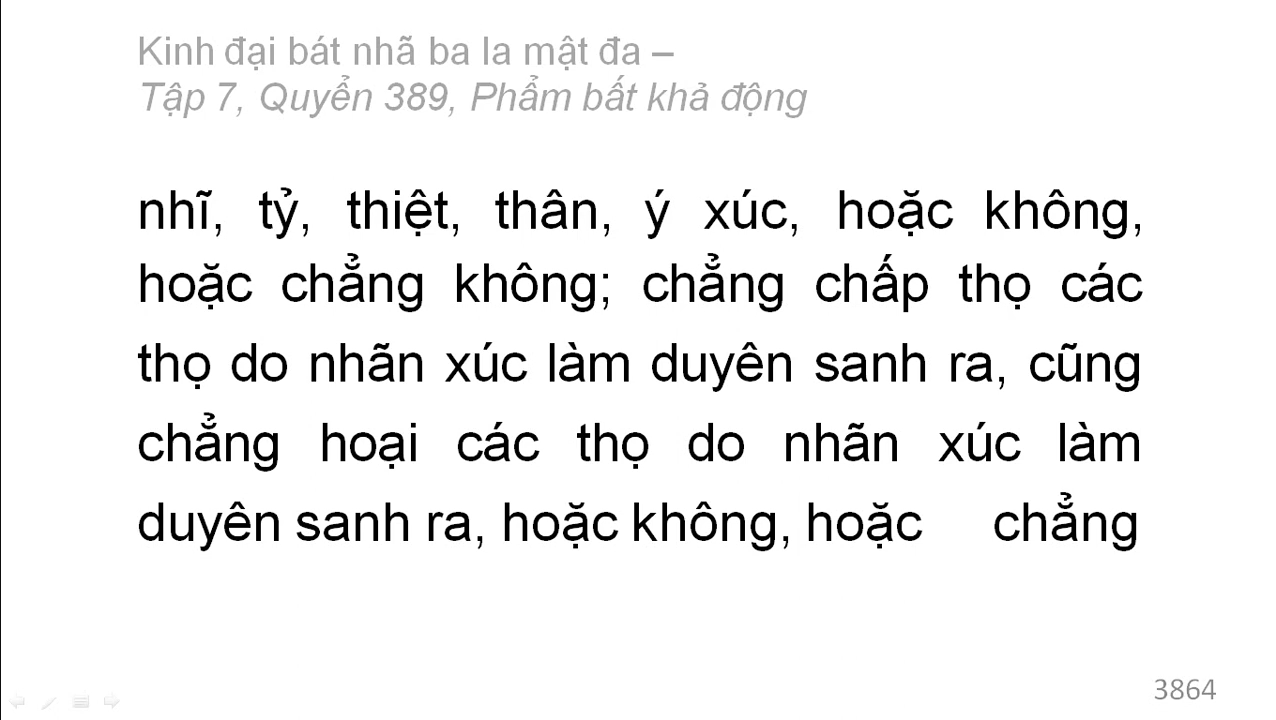 Kinh đại bát nhã ba la mật đa –
Tập 7, Quyển 389, Phẩm bất khả động
nhĩ, tỷ, thiệt, thân, ý xúc, hoặc không,
hoặc chẳng không; chẳng chấp thọ các
thọ do nhãn xúc làm duyên sanh ra, cũng
chẳng hoại các thọ do nhãn xúc làm
duyên sanh ra, hoặc không, hoặc chẳng
3864